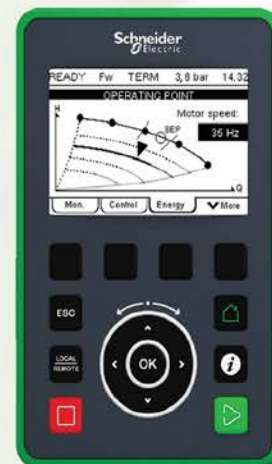 Schneider
Electric
READY Fw TERM 3,8 bar 14.32
OPERATING POINT
H
Motor speed:
BEP
35 Hz
Q
Mon. Control Energy More
ESC
LOCAL
REMOTE
OK
i